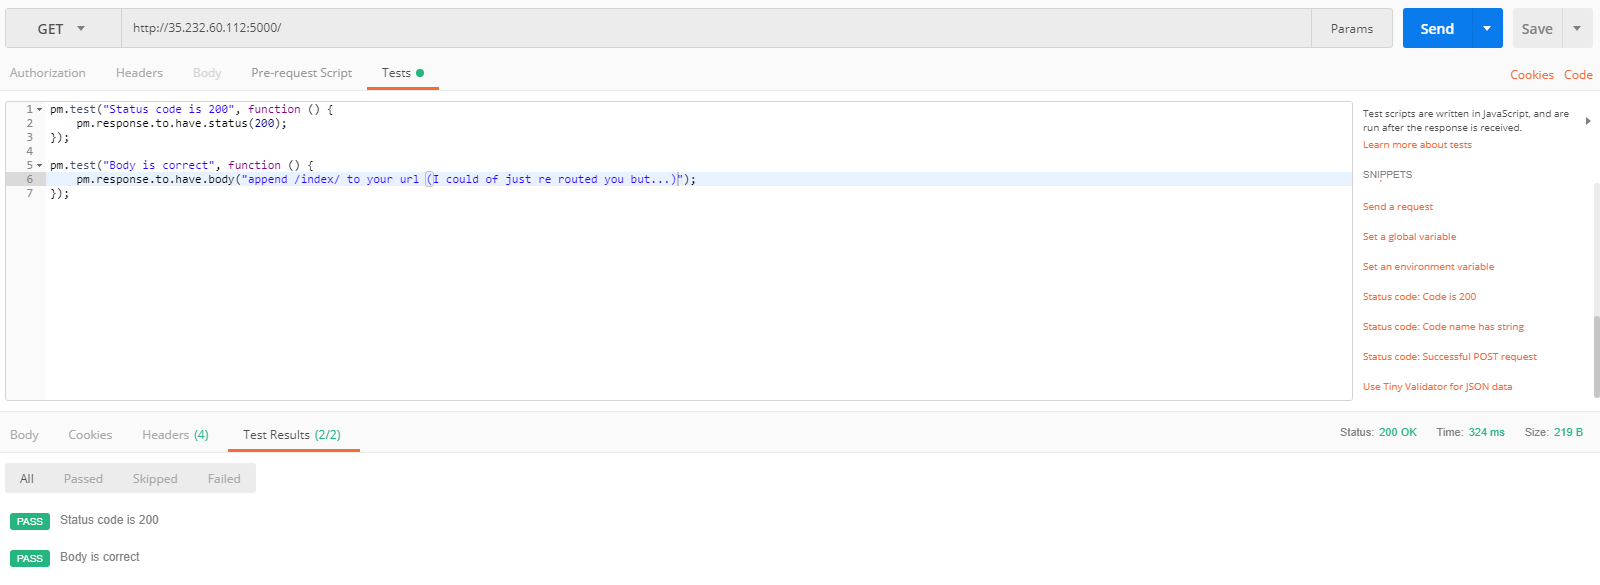 GET http://35.232.60.112:5000/ Params Send Save
Authorization Headers Body Pre-request Script Tests Cookies Code
1 pm.test("Status code is 200", function () {
2 pm.response.to.have.status(200);
3 });
4
5 pm.test("Body is correct", function () {
6 pm.response.to.have.body("append /index/ to your url (I could of just re routed you but...)");
7 });
Test scripts are written in JavaScript, and are
run after the response is received.
Learn more about tests
SNIPPETS
Send a request
Set a global variable
Set an environment variable
Status code: Code is 200
Status code: Code name has string
Status code: Successful POST request
Use Tiny Validator for JSON data
Body Cookies Headers (4) Test Results (2/2) Status: 200 OK Time: 324 ms Size: 219 B
All Passed Skipped Failed
PASS Status code is 200
PASS Body is correct